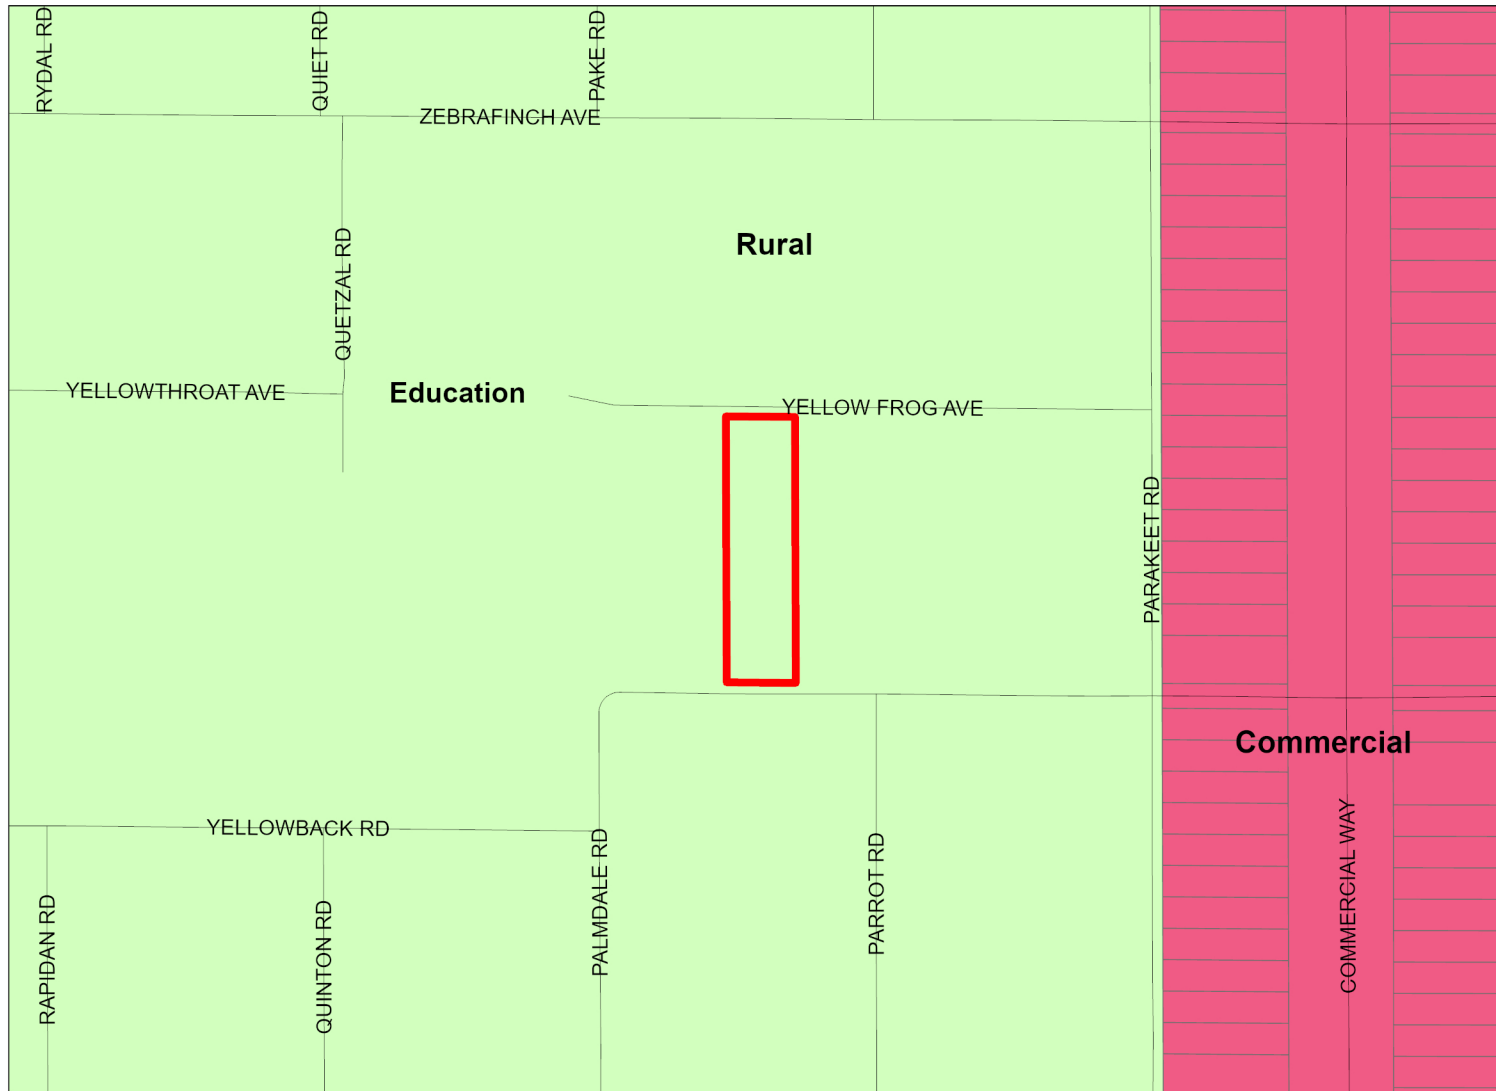 RYDAL RD
QUIET RD
PAKE RD
ZEBRAFINCH AVE
QUETZAL RD
Rural
YELLOWTHROAT AVE
Education
YELLOW FROG AVE
PARAKEET RD
Commercial
YELLOWBACK RD
RAPIDAN RD
QUINTON RD
PALMDALE RD
PARROT RD
COMMERCIAL WAY